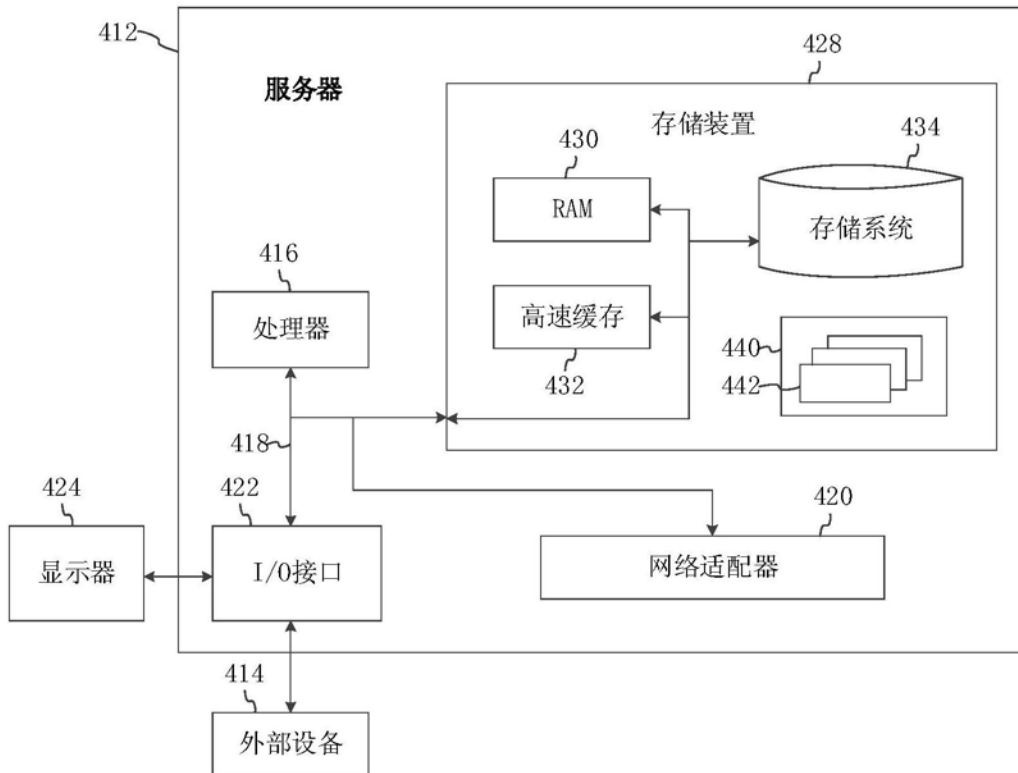 412
服务器
428
存储装置
430
RAM
434
存储系统
416
处理器
高速缓存
432
440
442
418
424
显示器
422
I/O接口
420
网络适配器
414
外部设备